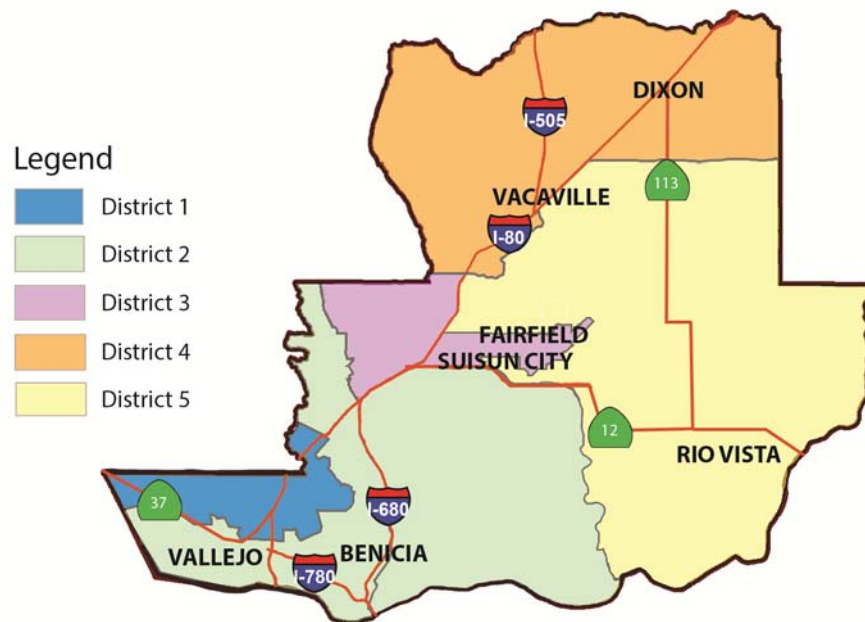 DIXON
I-505
113
Legend
District 1
District 2
District 3
District 4
District 5
VACAVILLE
I-80
FAIRFIELD
SUISUN CITY
12
RIO VISTA
37
I-680
VALLEJO
BENICIA
I-780